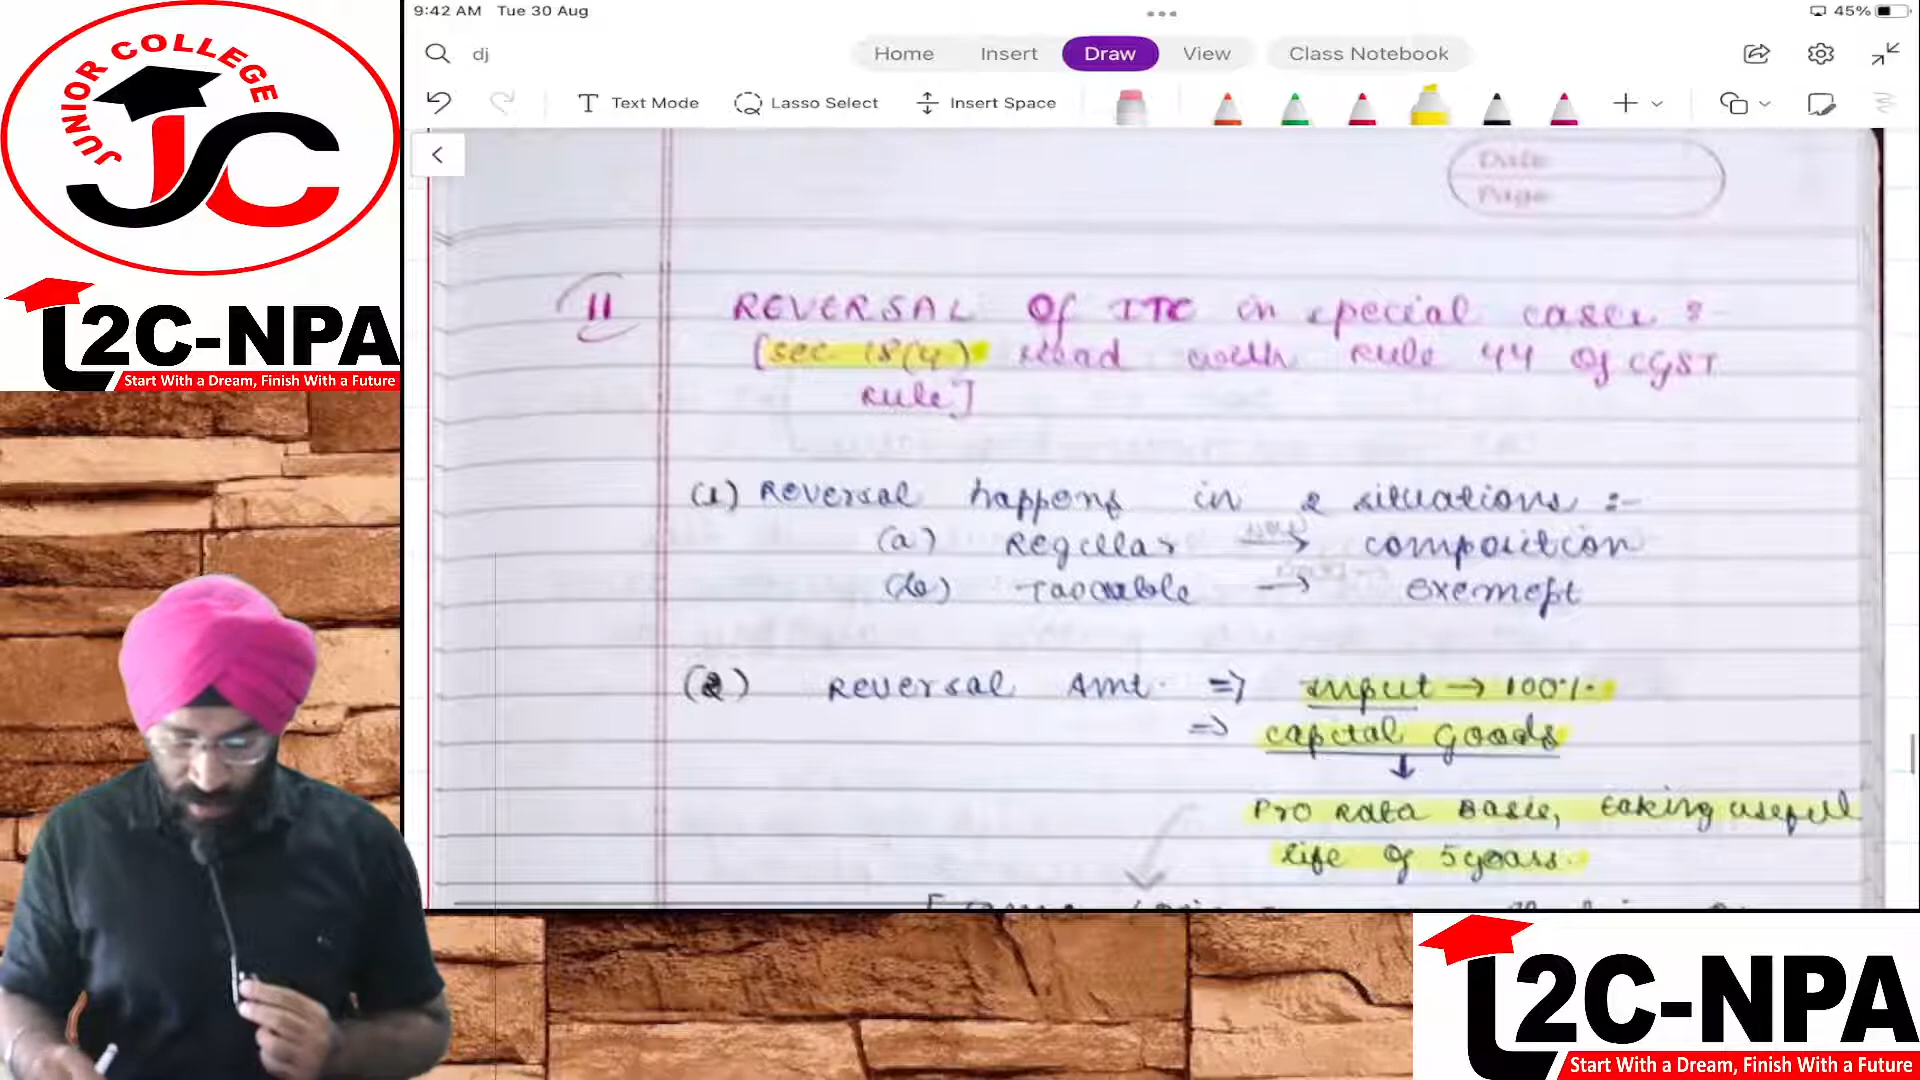 JUNIOR COLLEGE
JC
L2C-NPA
Start With a Dream, Finish With a Future
9:42 AM Tue 30 Aug
45%
dj
Home Insert Draw View Class Notebook
Text Mode Lasso Select Insert Space
Date
Page
11 REVERSAL Of ITC in special cases :-
[sec 18(4) Read with rule 44 of CGST
rule]
(1) Reversal happens in 2 situations :-
(a) Regular → composition
(b) Taxable → exempt
(2) Reversal Amt. ⇒ input → 100%.
⇒ capital goods
↓
Pro Rata Basis, taking useful
life of 5 years.
L2C-NPA
Start With a Dream, Finish With a Future